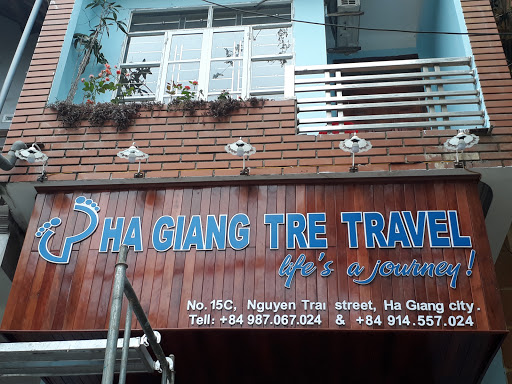 HA GIANG TRE TRAVEL
life's a journey!
No. 15C, Nguyen Trai street, Ha Giang city.
Tell: +84 987.067.024 & +84 914.557.024